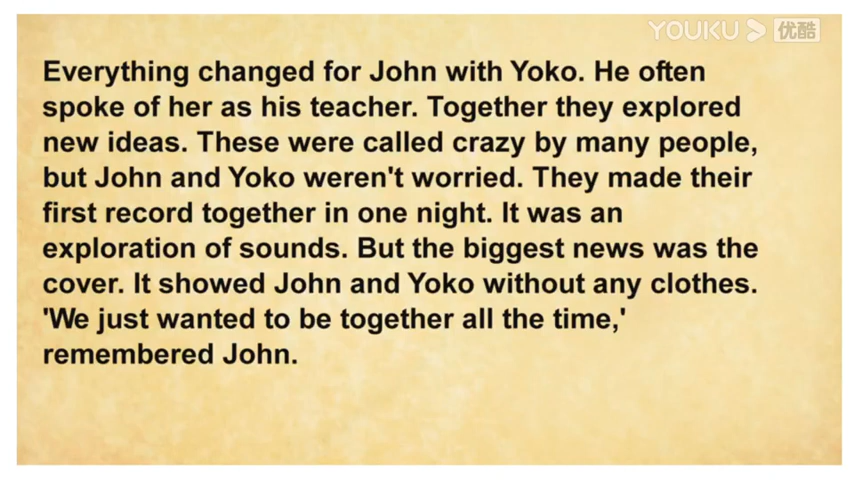 YOUKU 优酷
Everything changed for John with Yoko. He often
spoke of her as his teacher. Together they explored
new ideas. These were called crazy by many people,
but John and Yoko weren't worried. They made their
first record together in one night. It was an
exploration of sounds. But the biggest news was the
cover. It showed John and Yoko without any clothes.
'We just wanted to be together all the time,'
remembered John.